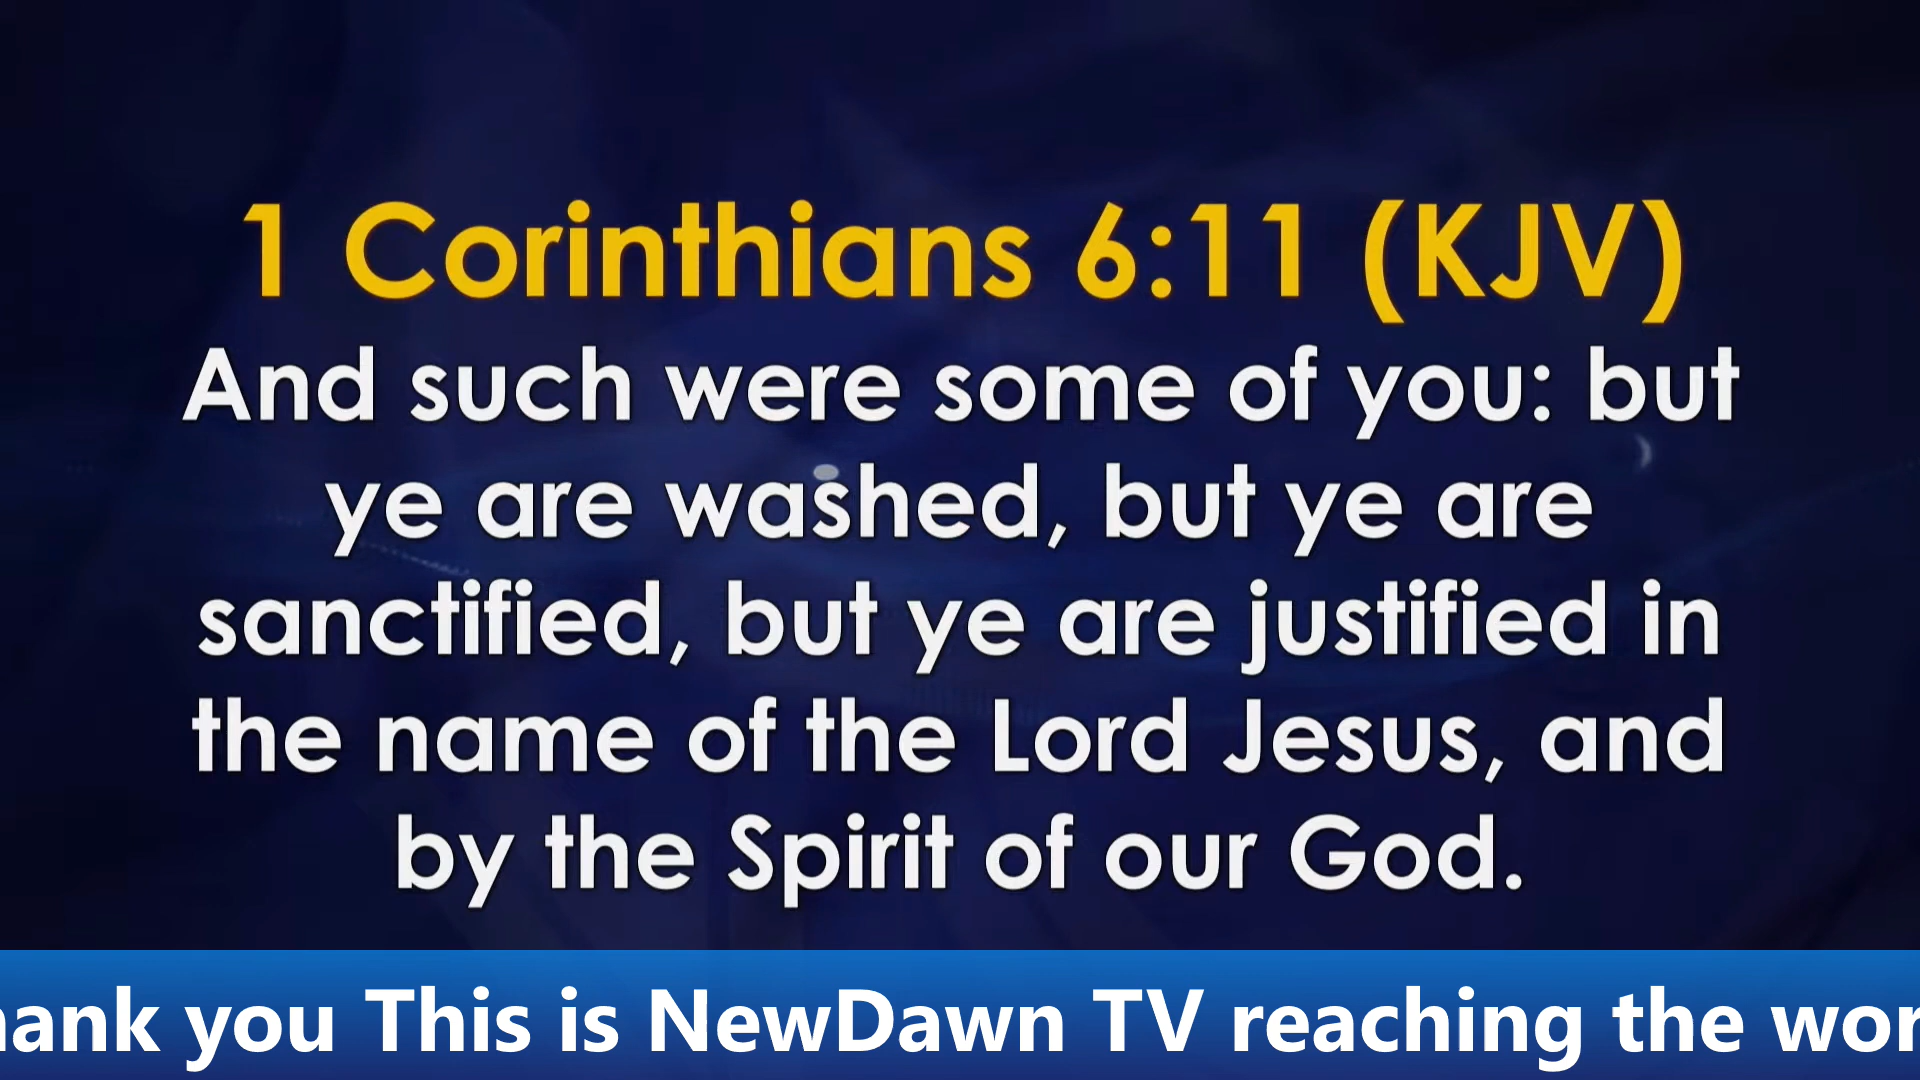 1 Corinthians 6:11 (KJV)
And such were some of you: but
ye are washed, but ye are
sanctified, but ye are justified in
the name of the Lord Jesus, and
by the Spirit of our God.
you This is NewDawn TV reaching the